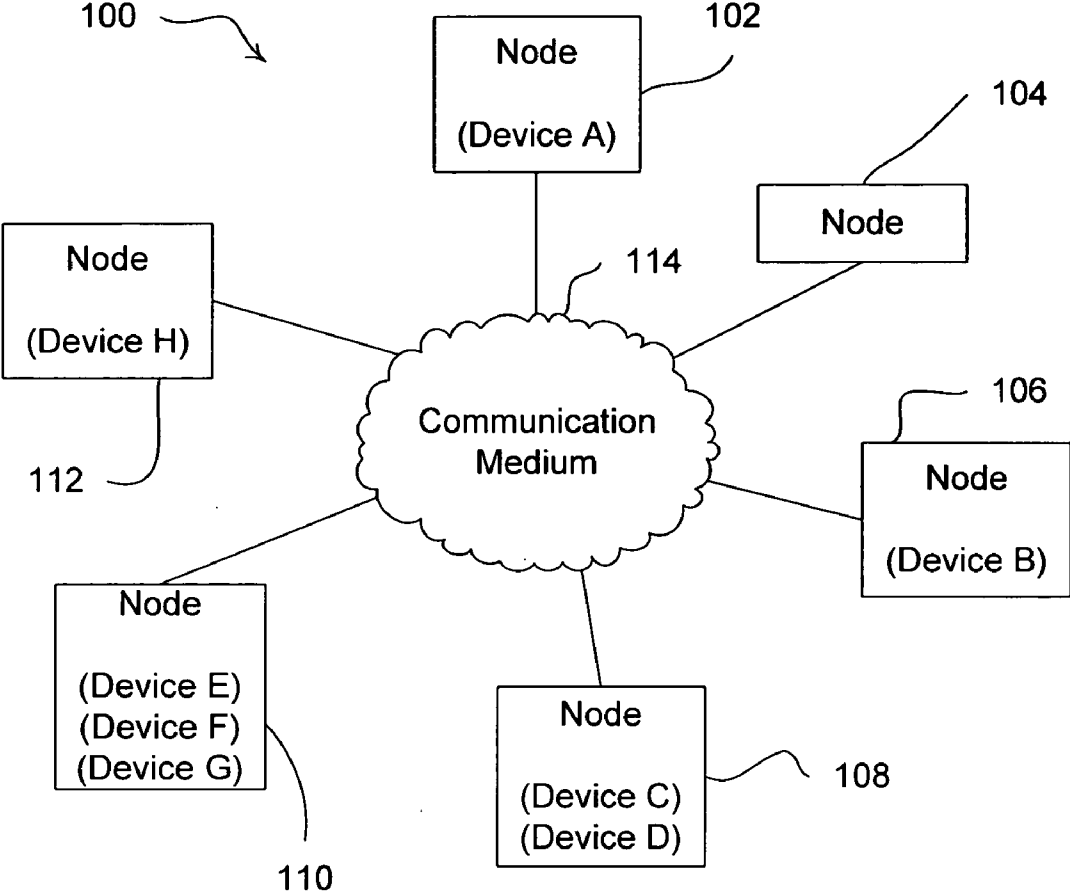 100
102
Node
(Device A)
104
Node
Node
(Device H)
112
114
Communication
Medium
106
Node
(Device B)
Node
(Device E)
(Device F)
(Device G)
110
Node
(Device C)
(Device D)
108